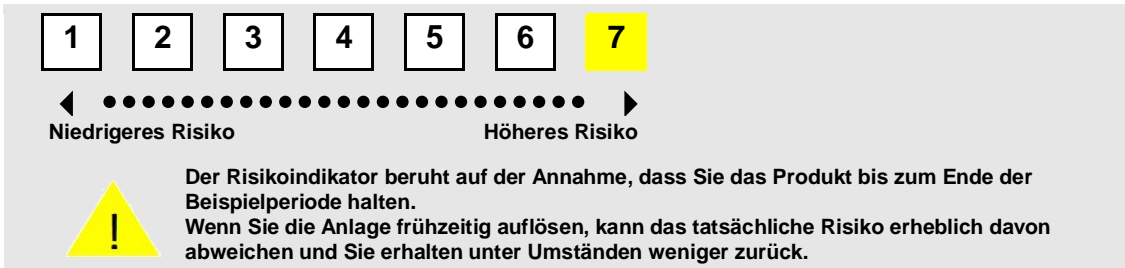 1 2 3 4 5 6 7
Niedrigeres Risiko Höheres Risiko
Der Risikoindikator beruht auf der Annahme, dass Sie das Produkt bis zum Ende der
Beispielperiode halten.
Wenn Sie die Anlage frühzeitig auflösen, kann das tatsächliche Risiko erheblich davon
abweichen und Sie erhalten unter Umständen weniger zurück.
!